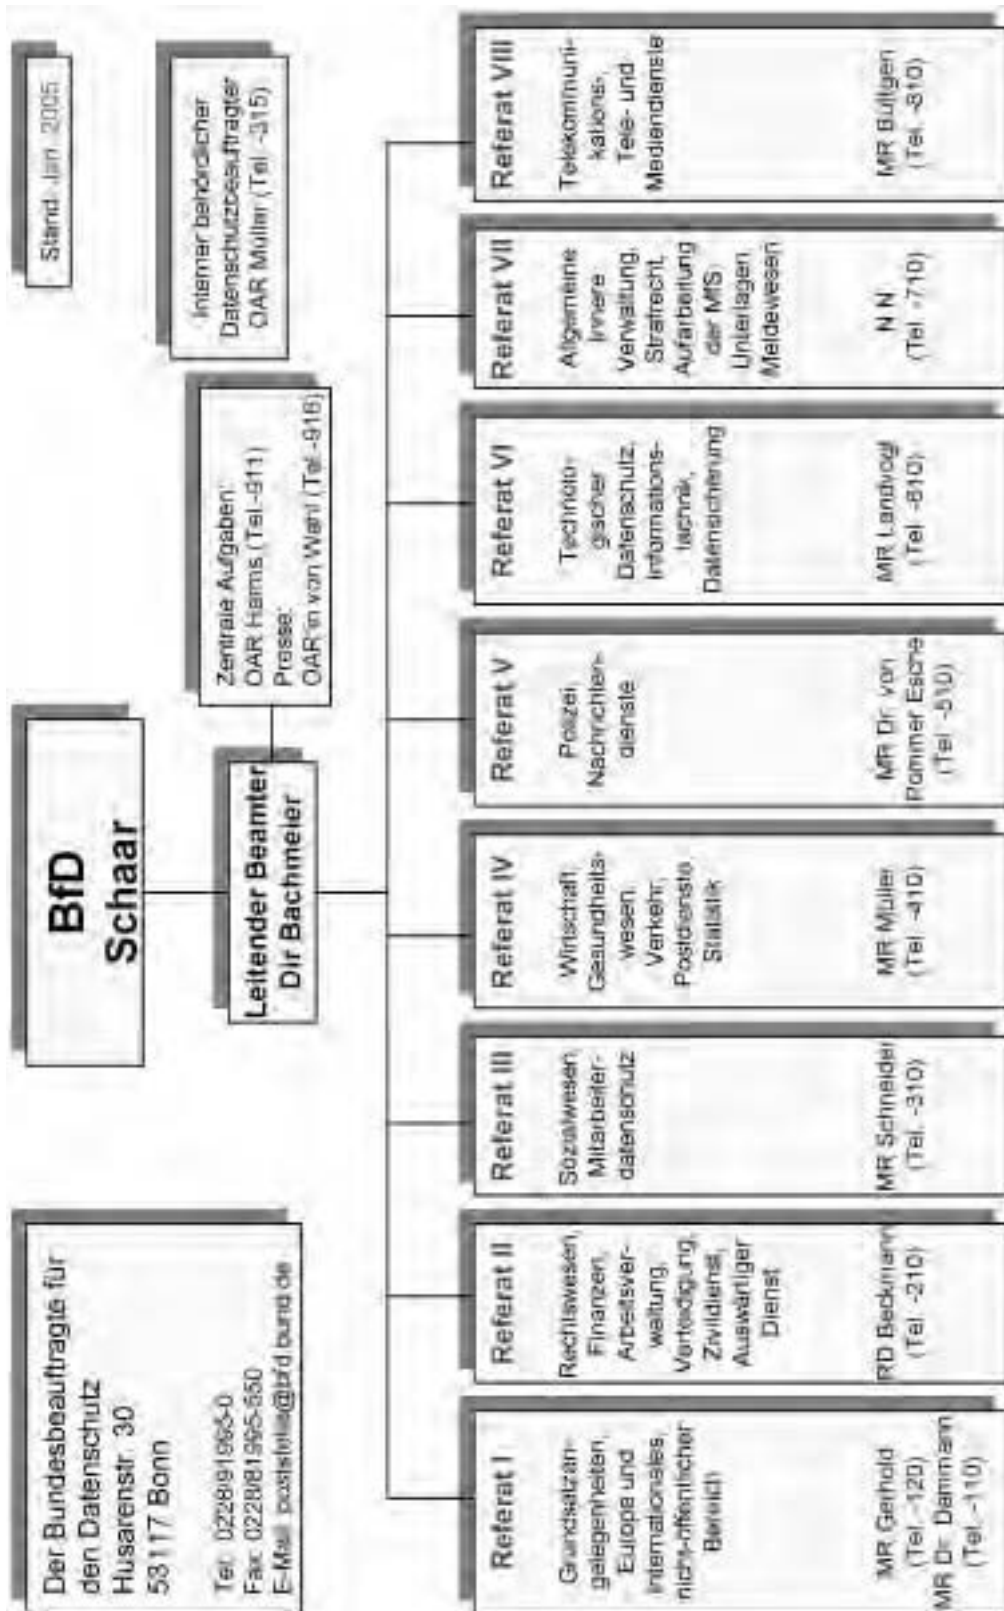 Der Bundesbeauftragte für
den Datenschutz
Husarenstr. 30
53117 Bonn
Tel: 0228/81995-0
Fax: 0228/81995-550
E-Mail: poststelle@bfd.bund.de
BfD
Schaar
Stand: Jan. 2005
Leitender Beamter
Dir Bachmeier
Zentrale Aufgaben:
OAR Harms (Tel.-911)
Presse:
OAR'in von Wahl (Tel.-916)
Interner behördlicher
Datenschutzbeauftragter
OAR Müller (Tel. -315)
Referat I
Grundsatzan-
gelegenheiten,
Europa und
Internationales,
nicht-öffentlicher
Bereich
MR Gerhold
(Tel.-120)
MR Dr. Dammann
(Tel.-110)
Referat II
Rechtswesen,
Finanzen,
Arbeitsver-
waltung,
Verteidigung,
Zivildienst,
Auswärtiger
Dienst
RD Beckmann
(Tel. -210)
Referat III
Sozialwesen,
Mitarbeiter-
datenschutz
MR Schneider
(Tel. -310)
Referat IV
Wirtschaft,
Gesundheits-
wesen,
Verkehr,
Postdienste
Statistik
MR Müller
(Tel. -410)
Referat V
Polizei,
Nachrichten-
dienste
MR Dr. von
Pommer Esche
(Tel. -510)
Referat VI
Technolo-
gischer
Datenschutz,
Informations-
technik,
Datensicherung
MR Landvogt
(Tel. -610)
Referat VII
Allgemeine
Innere
Verwaltung,
Strafrecht,
Aufarbeitung
der MfS
Unterlagen
Meldewesen
N N
(Tel. -710)
Referat VIII
Telekommuni-
kations-,
Tele- und
Mediendienste
MR Büttgen
(Tel. -810)